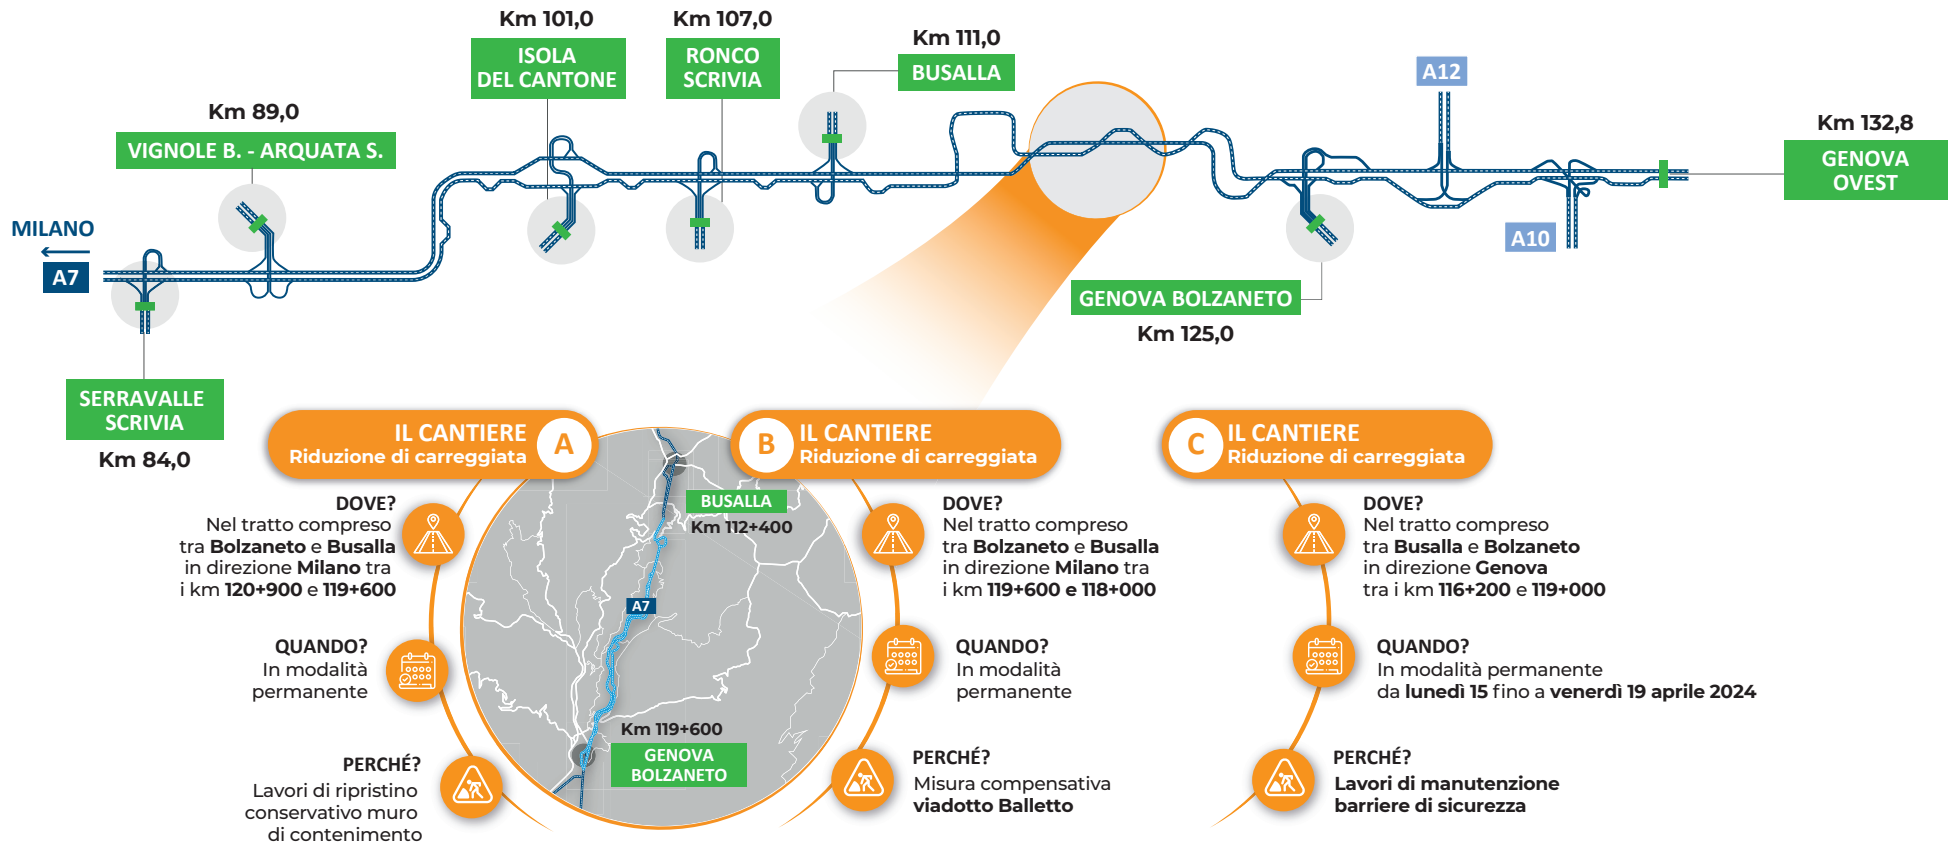 Km 101,0
ISOLA
DEL CANTONE
Km 107,0
RONCO
SCRIVIA
Km 111,0
BUSALLA
A12
Km 89,0
VIGNOLE B. - ARQUATA S.
Km 132,8
GENOVA
OVEST
MILANO
A7
A10
GENOVA BOLZANETO
Km 125,0
SERRAVALLE
SCRIVIA
Km 84,0
IL CANTIERE
Riduzione di carreggiata
A
DOVE?
Nel tratto compreso
tra Bolzaneto e Busalla
in direzione Milano tra
i km 120+900 e 119+600
QUANDO?
In modalità
permanente
PERCHÉ?
Lavori di ripristino
conservativo muro
di contenimento
BUSALLA
Km 112+400
A7
Km 119+600
GENOVA
BOLZANETO
B
IL CANTIERE
Riduzione di carreggiata
DOVE?
Nel tratto compreso
tra Bolzaneto e Busalla
in direzione Milano tra
i km 119+600 e 118+000
QUANDO?
In modalità
permanente
PERCHÉ?
Misura compensativa
viadotto Balletto
C
IL CANTIERE
Riduzione di carreggiata
DOVE?
Nel tratto compreso
tra Busalla e Bolzaneto
in direzione Genova
tra i km 116+200 e 119+000
QUANDO?
In modalità permanente
da lunedì 15 fino a venerdì 19 aprile 2024
PERCHÉ?
Lavori di manutenzione
barriere di sicurezza